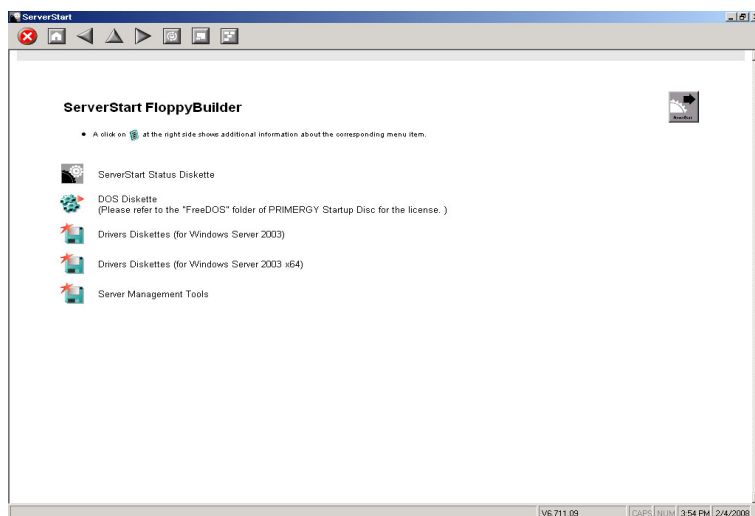 ServerStart
ServerStart FloppyBuilder
A click on at the right side shows additional information about the corresponding menu item.
ServerStart
ServerStart Status Diskette
DOS Diskette
(Please refer to the "FreeDOS" folder of PRIMERGY Startup Disc for the license. )
Drivers Diskettes (for Windows Server 2003)
Drivers Diskettes (for Windows Server 2003 x64)
Server Management Tools
V6.711.09 CAPS NUM 3:54 PM 2/4/2008